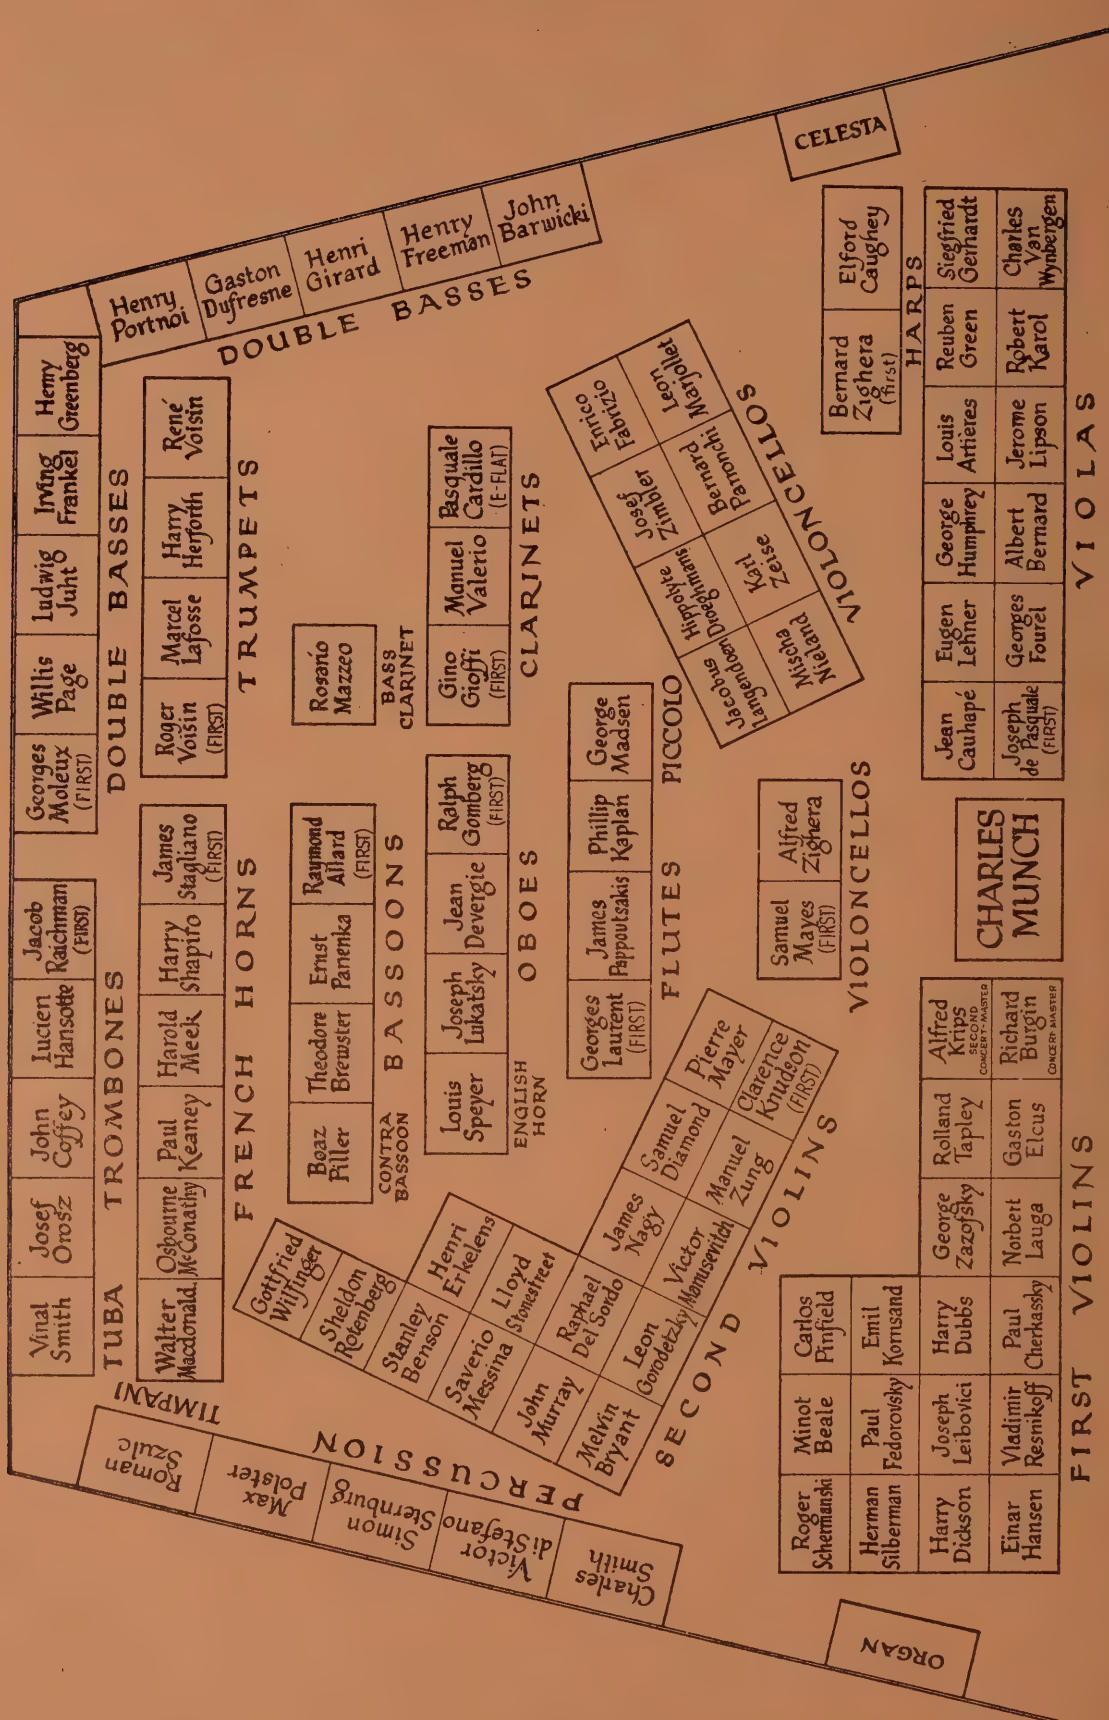 Vinal
Smith
Josef
Orosz
John
Coffey
Lucien
Hansotte
Jacob
Raichman
(FIRST)
TUBA TROMBONES
Georges
Moleux
(FIRST)
Willis
Page
Ludwig
Juht
Irving
Frankel
Henry
Greenberg
DOUBLE BASSES
Henry
Portnoi
Gaston
Dufresne
Henri
Girard
Henry
Freeman
John
Barwicki
DOUBLE BASSES
Walter
Macdonald
Osbourne
McConathy
Paul
Keaney
Harold
Meek
Harry
Shapiro
James
Stagliano
(FIRST)
FRENCH HORNS
Roger
Voisin
(FIRST)
Marcel
Lafosse
Harry
Herforth
René
Voisin
TRUMPETS
TIMPANI
Roman
Szulc
Max
Polster
Simon
Sternburg
Victor
diStefano
Charles
Smith
PERCUSSION
Boaz
Piller
Theodore
Brewster
Ernst
Panenka
Raymond
Allard
(FIRST)
CONTRA
BASSOON
BASSOONS
Rosario
Mazzeo
BASS
CLARINET
Louis
Speyer
Joseph
Lukatsky
Jean
Devergie
Ralph
Gomberg
(FIRST)
ENGLISH
HORN
OBOES
Gino
Gioffi
(FIRST)
Manuel
Valerio
Pasquale
Cardillo
(E-FLAT)
CLARINETS
Georges
Laurent
(FIRST)
James
Pappoutsakis
Phillip
Kaplan
George
Madsen
FLUTES
PICCOLO
Gottfried
Wilfinger
Sheldon
Rotenberg
Stanley
Benson
Henri
Erkelens
Saverio
Messina
Lloyd
Stonestreet
John
Murray
Raphael
Del Sordo
James
Nagy
Samuel
Diamond
Pierre
Mayer
Melvin
Bryant
Leon
Gorodetzky
Victor
Manusevitch
Manuel
Zung
Clarence
Knudson
(FIRST)
SECOND VIOLINS
Samuel
Mayes
(FIRST)
Alfred
Zighera
VIOLONCELLOS
Jacobus
Langendoen
Hippolyte
Droeghmans
Josef
Zimbler
Enrico
Fabrizio
Mischa
Nieland
Karl
Zeise
Bernard
Parronchi
Leon
Marjollet
VIOLONCELLOS
Bernard
Zighera
(first)
Elford
Caughey
HARPS
CELESTA
Roger
Schermanski
Minot
Beale
Carlos
Pinfield
Herman
Silberman
Paul
Fedorovsky
Emil
Kornsand
Harry
Dickson
Joseph
Leibovici
Harry
Dubbs
George
Zazofsky
Rolland
Tapley
Alfred
Krips
SECOND
CONCERT-MASTER
Einar
Hansen
Vladimir
Resnikoff
Paul
Cherkassky
Norbert
Lauga
Gaston
Elcus
Richard
Burgin
CONCERT MASTER
FIRST VIOLINS
CHARLES
MUNCH
Jean
Cauhapé
Eugen
Lehner
George
Humphrey
Louis
Artières
Reuben
Green
Siegfried
Gerhardt
Joseph
de Pasquale
(FIRST)
Georges
Fourel
Albert
Bernard
Jerome
Lipson
Robert
Karol
Charles
Van
Wynbergen
VIOLAS
ORGAN